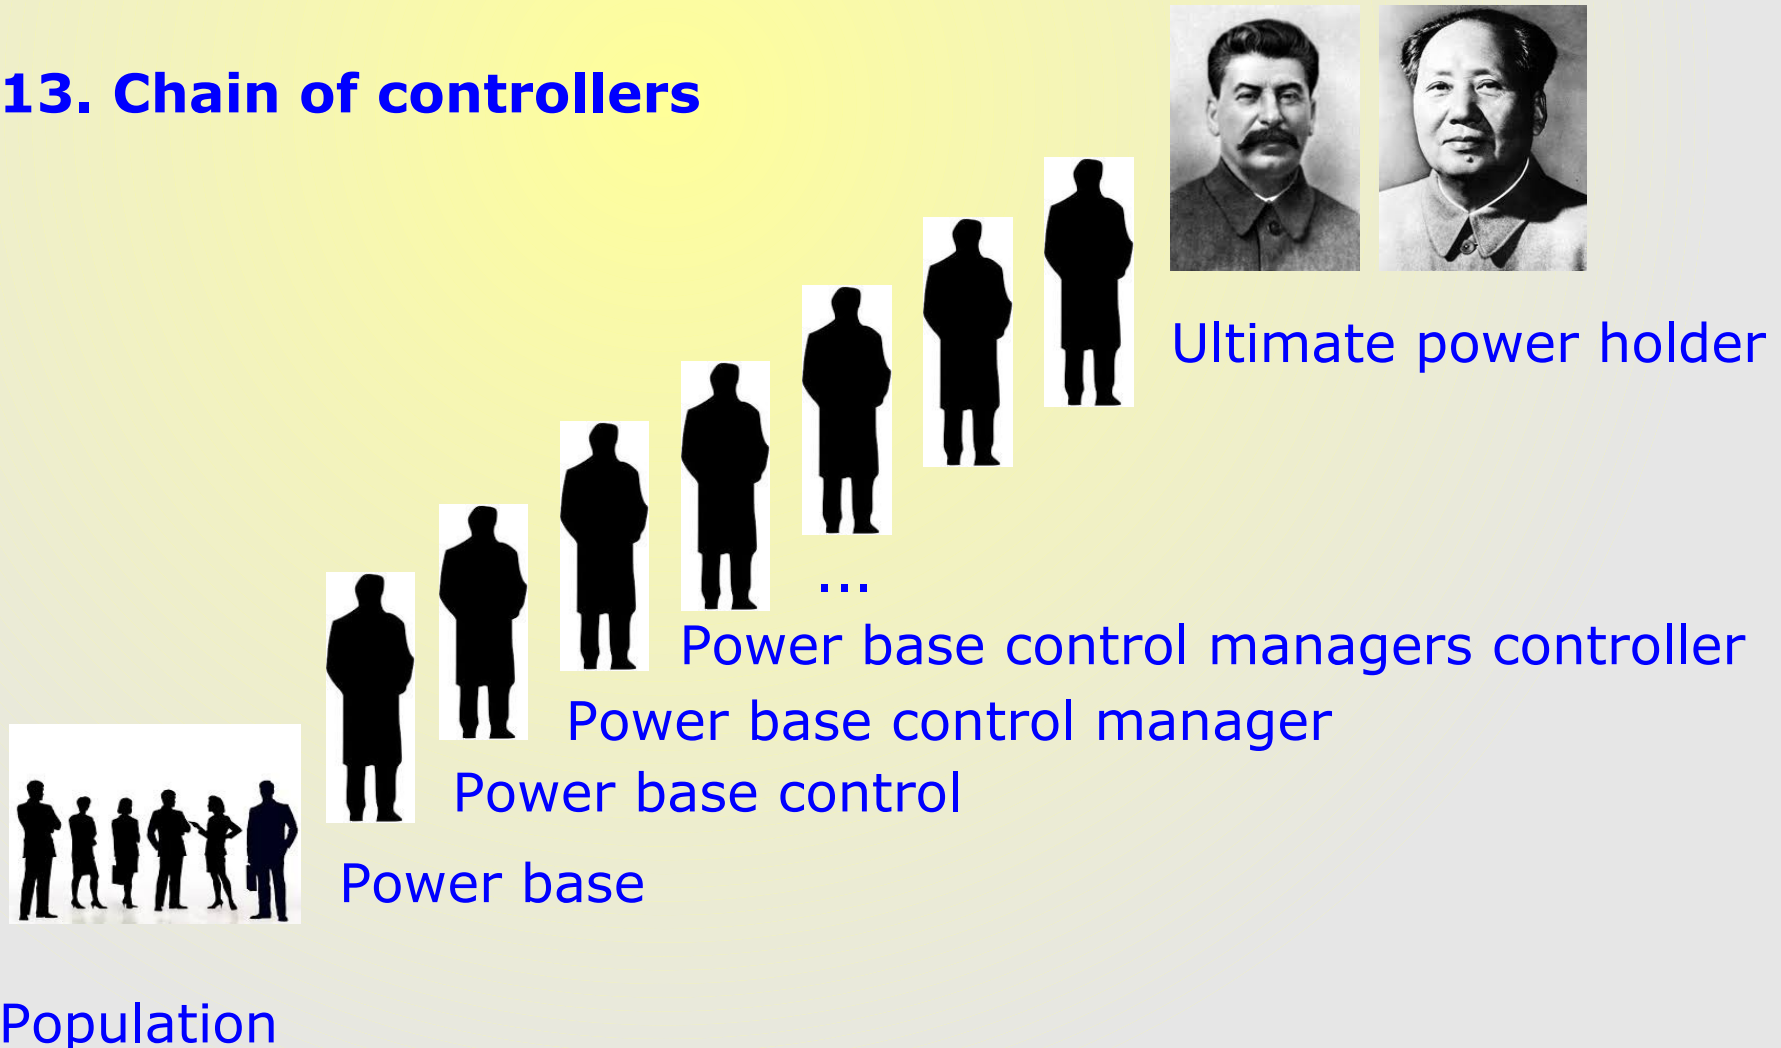 13. Chain of controllers
Ultimate power holder
...
Power base control managers controller
Power base control manager
Power base control
Power base
Population